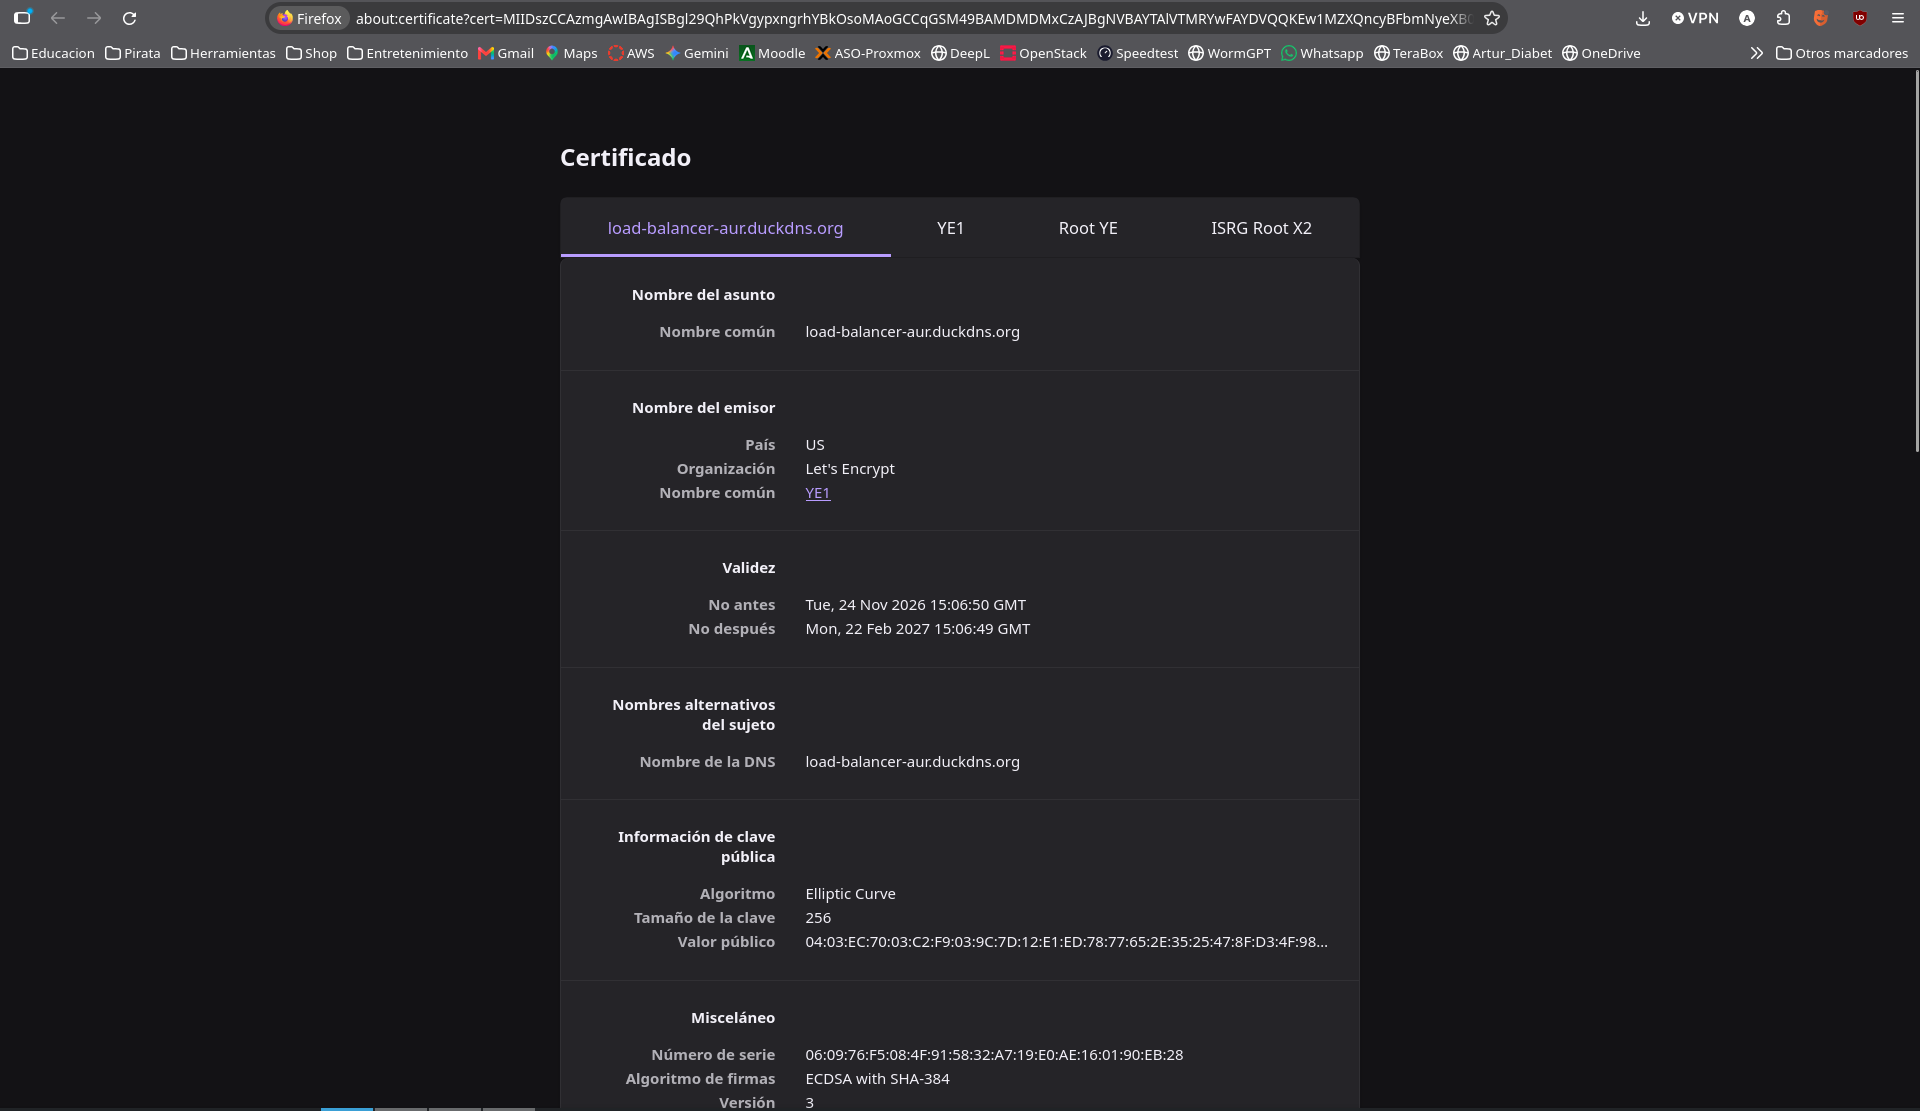 Firefox about:certificate?cert=MIIDszCCAzmgAwIBAgISBgl29QhPkVgypxngrhYBkOsoMAoGCCqGSM49BAMDMDMxCzAJBgNVBAYTAlVTMRYwFAYDVQQKEw1MZXQncyBFbmNyeXB VPN
Educacion Pirata Herramientas Shop Entretenimiento Gmail Maps AWS Gemini Moodle ASO-Proxmox DeepL OpenStack Speedtest WormGPT Whatsapp TeraBox Artur_Diabet OneDrive Otros marcadores
Certificado
load-balancer-aur.duckdns.org YE1 Root YE ISRG Root X2
Nombre del asunto
Nombre común load-balancer-aur.duckdns.org
Nombre del emisor
País US
Organización Let's Encrypt
Nombre común YE1
Validez
No antes Tue, 24 Nov 2026 15:06:50 GMT
No después Mon, 22 Feb 2027 15:06:49 GMT
Nombres alternativos
del sujeto
Nombre de la DNS load-balancer-aur.duckdns.org
Información de clave
pública
Algoritmo Elliptic Curve
Tamaño de la clave 256
Valor público 04:03:EC:70:03:C2:F9:03:9C:7D:12:E1:ED:78:77:65:2E:35:25:47:8F:D3:4F:98...
Misceláneo
Número de serie 06:09:76:F5:08:4F:91:58:32:A7:19:E0:AE:16:01:90:EB:28
Algoritmo de firmas ECDSA with SHA-384
Versión 3